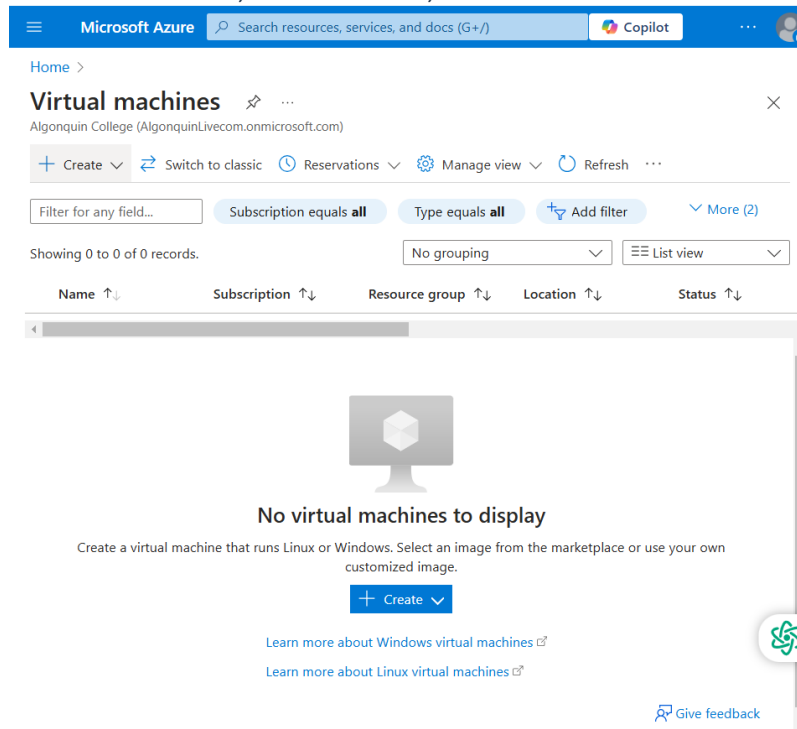 Microsoft Azure Search resources, services, and docs (G+/) Copilot ...
Home >
Virtual machines ...
Algonquin College (AlgonquinLivecom.onmicrosoft.com)
+ Create Switch to classic Reservations Manage view Refresh ...
Filter for any field... Subscription equals all Type equals all Add filter More (2)
Showing 0 to 0 of 0 records. No grouping List view
Name ↑↓ Subscription ↑↓ Resource group ↑↓ Location ↑↓ Status ↑↓
No virtual machines to display
Create a virtual machine that runs Linux or Windows. Select an image from the marketplace or use your own
customized image.
+ Create
Learn more about Windows virtual machines
Learn more about Linux virtual machines
Give feedback